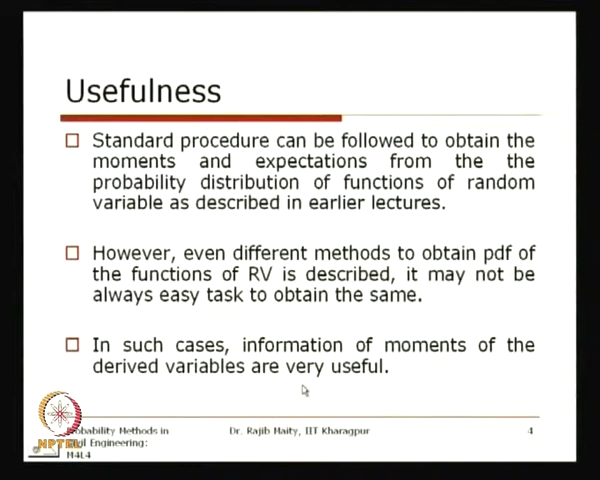 Usefulness
Standard procedure can be followed to obtain the
moments and expectations from the the
probability distribution of functions of random
variable as described in earlier lectures.
However, even different methods to obtain pdf of
the functions of RV is described, it may not be
always easy task to obtain the same.
In such cases, information of moments of the
derived variables are very useful.
Probability Methods in
Civil Engineering:
M4L4
Dr. Rajib Maity, IIT Kharagpur
4
NPTEL